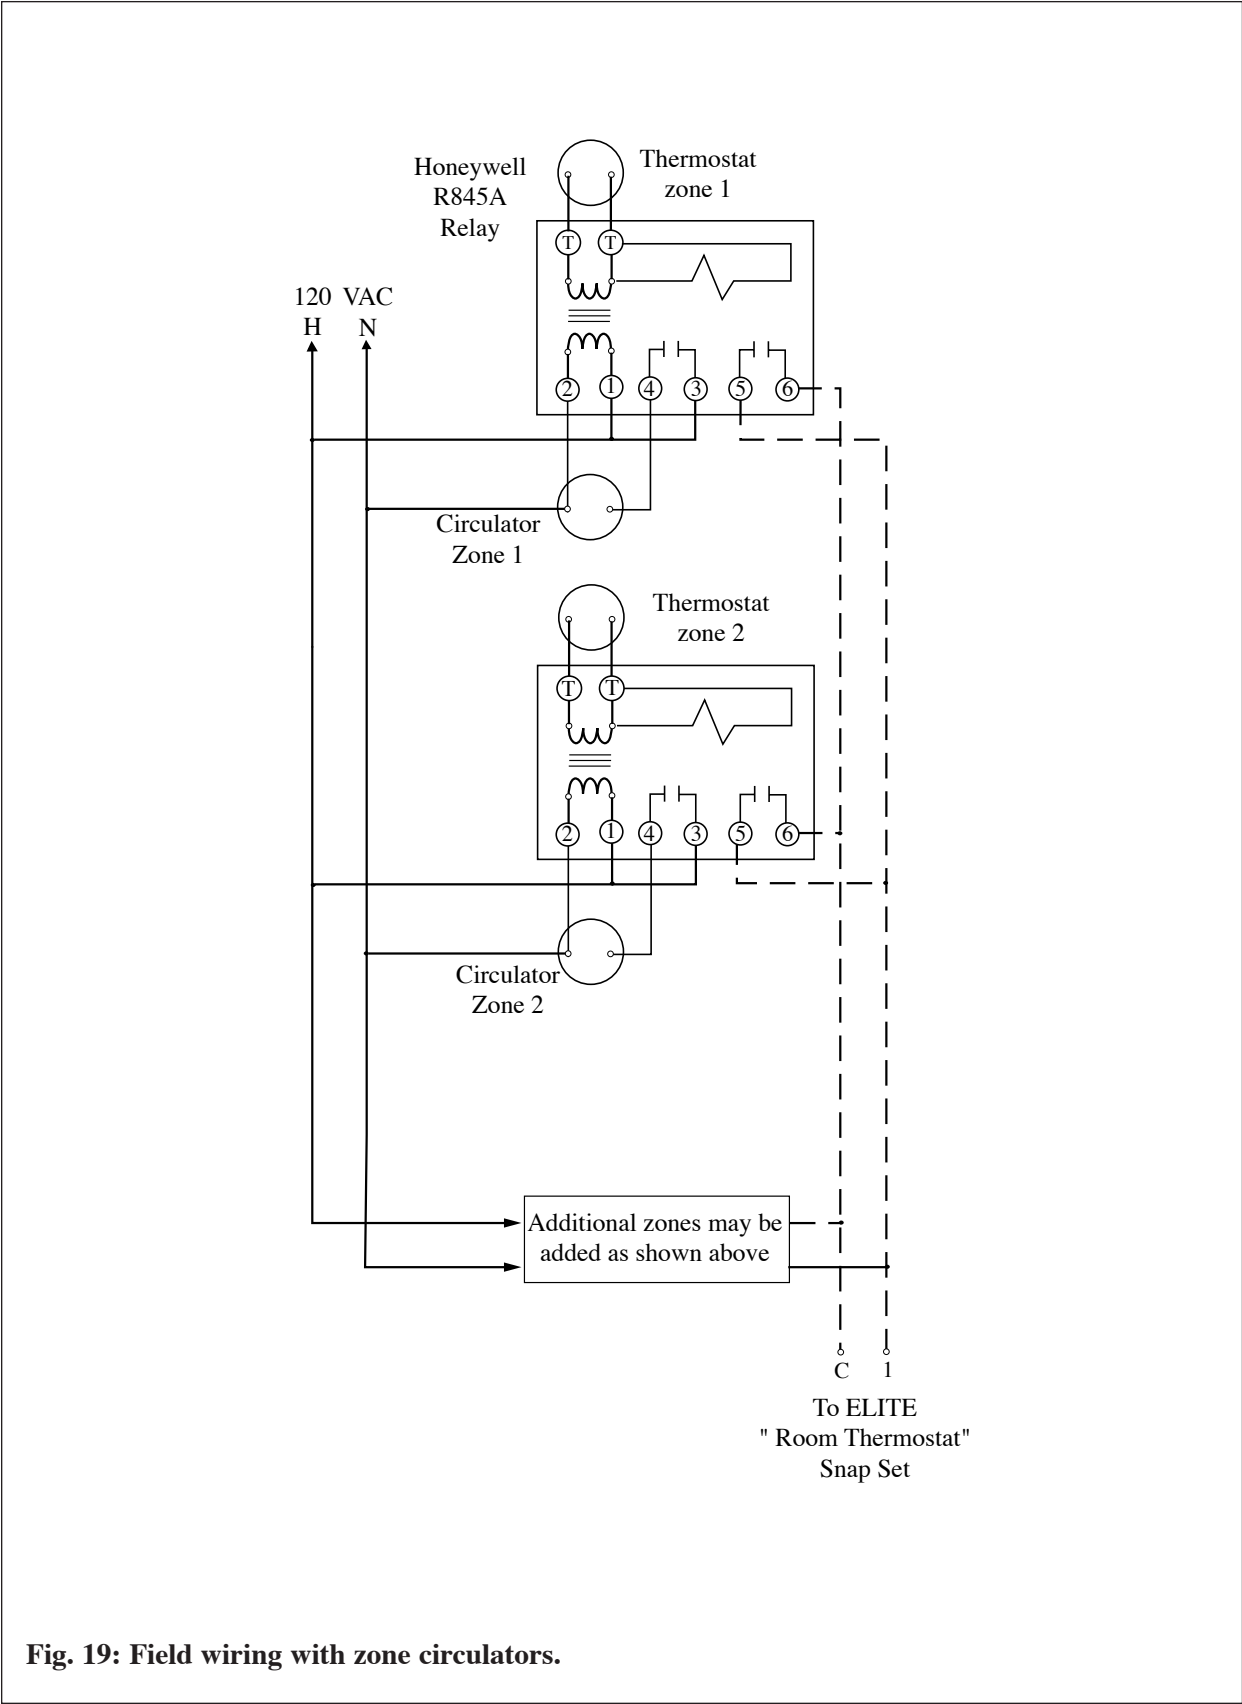 Honeywell
R845A
Relay
Thermostat
zone 1
T T
120 VAC
H N
2 1 4 3 5 6
Circulator
Zone 1
Thermostat
zone 2
T T
2 1 4 3 5 6
Circulator
Zone 2
Additional zones may be
added as shown above
C 1
To ELITE
" Room Thermostat"
Snap Set
Fig. 19: Field wiring with zone circulators.